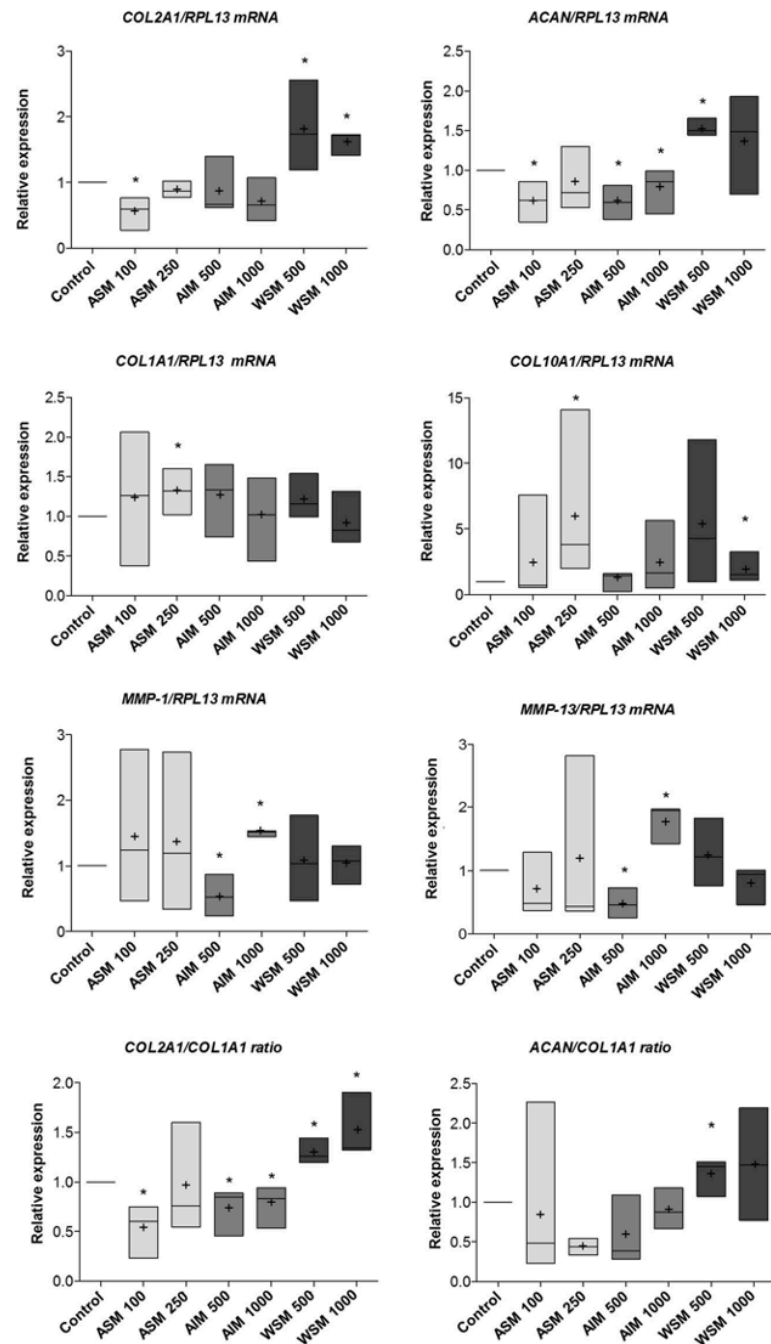 COL2A1/RPL13 mRNA
Relative expression
3
2
1
0
*
*
*
Control
ASM 100
ASM 250
AIM 500
AIM 1000
WSM 500
WSM 1000
ACAN/RPL13 mRNA
Relative expression
2.5
2.0
1.5
1.0
0.5
0.0
*
*
*
*
Control
ASM 100
ASM 250
AIM 500
AIM 1000
WSM 500
WSM 1000
COL1A1/RPL13 mRNA
Relative expression
2.5
2.0
1.5
1.0
0.5
0.0
*
Control
ASM 100
ASM 250
AIM 500
AIM 1000
WSM 500
WSM 1000
COL10A1/RPL13 mRNA
Relative expression
15
10
5
0
*
*
Control
ASM 100
ASM 250
AIM 500
AIM 1000
WSM 500
WSM 1000
MMP-1/RPL13 mRNA
Relative expression
3
2
1
0
*
*
Control
ASM 100
ASM 250
AIM 500
AIM 1000
WSM 500
WSM 1000
MMP-13/RPL13 mRNA
Relative expression
3
2
1
0
*
*
Control
ASM 100
ASM 250
AIM 500
AIM 1000
WSM 500
WSM 1000
COL2A1/COL1A1 ratio
Relative expression
2.0
1.5
1.0
0.5
0.0
*
*
*
*
*
Control
ASM 100
ASM 250
AIM 500
AIM 1000
WSM 500
WSM 1000
ACAN/COL1A1 ratio
Relative expression
2.5
2.0
1.5
1.0
0.5
0.0
*
Control
ASM 100
ASM 250
AIM 500
AIM 1000
WSM 500
WSM 1000